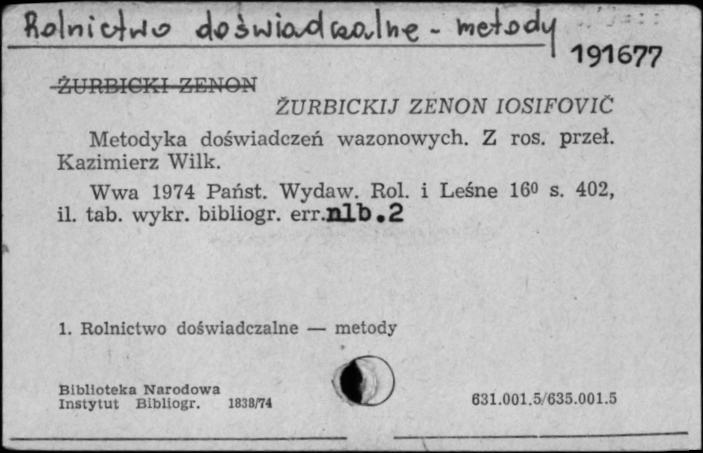 Rolnictwo doświadczalne - metody
191677
ŻURBICKI ZENON
ŽURBICKIJ ZENON IOSIFOVIČ
Metodyka doświadczeń wazonowych. Z ros. przeł.
Kazimierz Wilk.
Wwa 1974 Państ. Wydaw. Rol. i Leśne 16⁰ s. 402,
il. tab. wykr. bibliogr. err.nlb.2
1. Rolnictwo doświadczalne — metody
Biblioteka Narodowa
Instytut Bibliogr. 1838/74
631.001.5/635.001.5